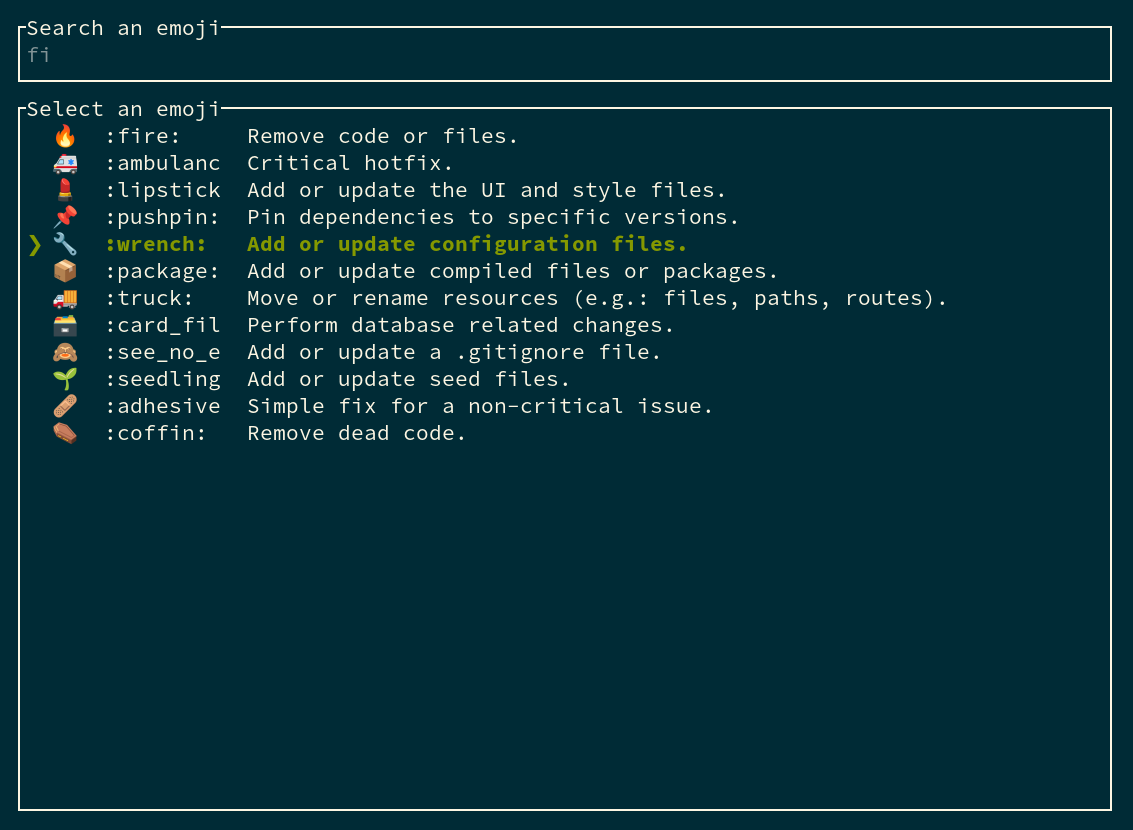 Search an emoji
fi
Select an emoji
🔥 :fire: Remove code or files.
🚑 :ambulanc Critical hotfix.
💄 :lipstick Add or update the UI and style files.
📌 :pushpin: Pin dependencies to specific versions.
❯ 🔧 :wrench: Add or update configuration files.
📦 :package: Add or update compiled files or packages.
🚚 :truck: Move or rename resources (e.g.: files, paths, routes).
🗃 :card_fil Perform database related changes.
🙈 :see_no_e Add or update a .gitignore file.
🌱 :seedling Add or update seed files.
🩹 :adhesive Simple fix for a non-critical issue.
⚰ :coffin: Remove dead code.